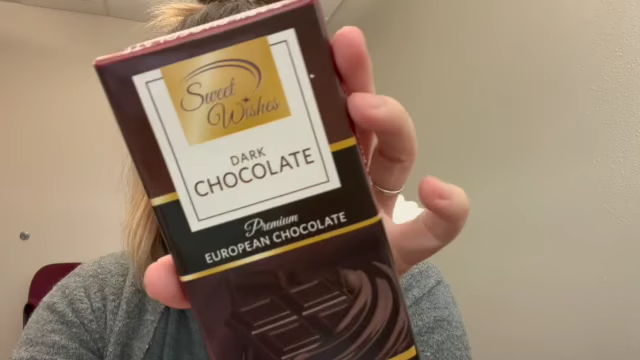 Sweet
Wishes
DARK
CHOCOLATE
Premium
EUROPEAN CHOCOLATE